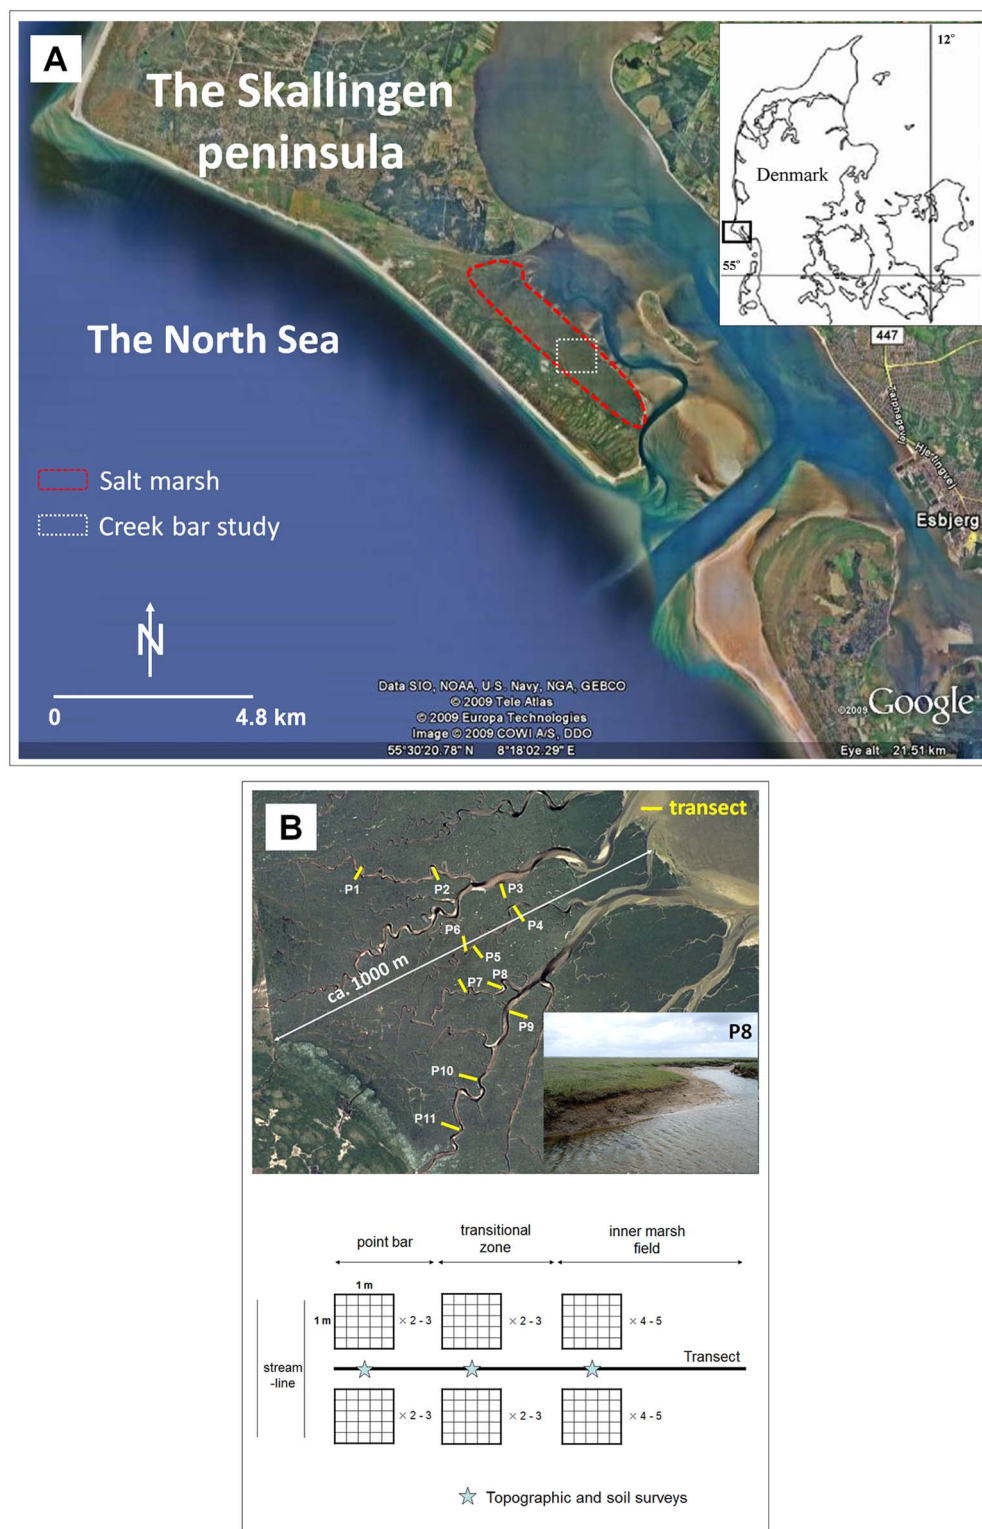 A
The Skallingen
peninsula
12°
Denmark
55°
The North Sea
447
Tarphagevej
Hjertingvej
Salt marsh
Creek bar study
Esbjerg
N
0
4.8 km
Data SIO, NOAA, U.S. Navy, NGA, GEBCO
© 2009 Tele Atlas
© 2009 Europa Technologies
Image © 2009 COWI A/S, DDO
55°30'20.78" N 8°18'02.29" E
©2009 Google™
Eye alt 21.51 km
B
transect
P1
P2
P3
P4
P6
P5
P7
P8
ca. 1000 m
P9
P8
P10
P11
point bar
transitional
zone
inner marsh
field
1 m
1 m
× 2 - 3
× 2 - 3
× 4 - 5
stream
-line
Transect
× 2 - 3
× 2 - 3
× 4 - 5
Topographic and soil surveys